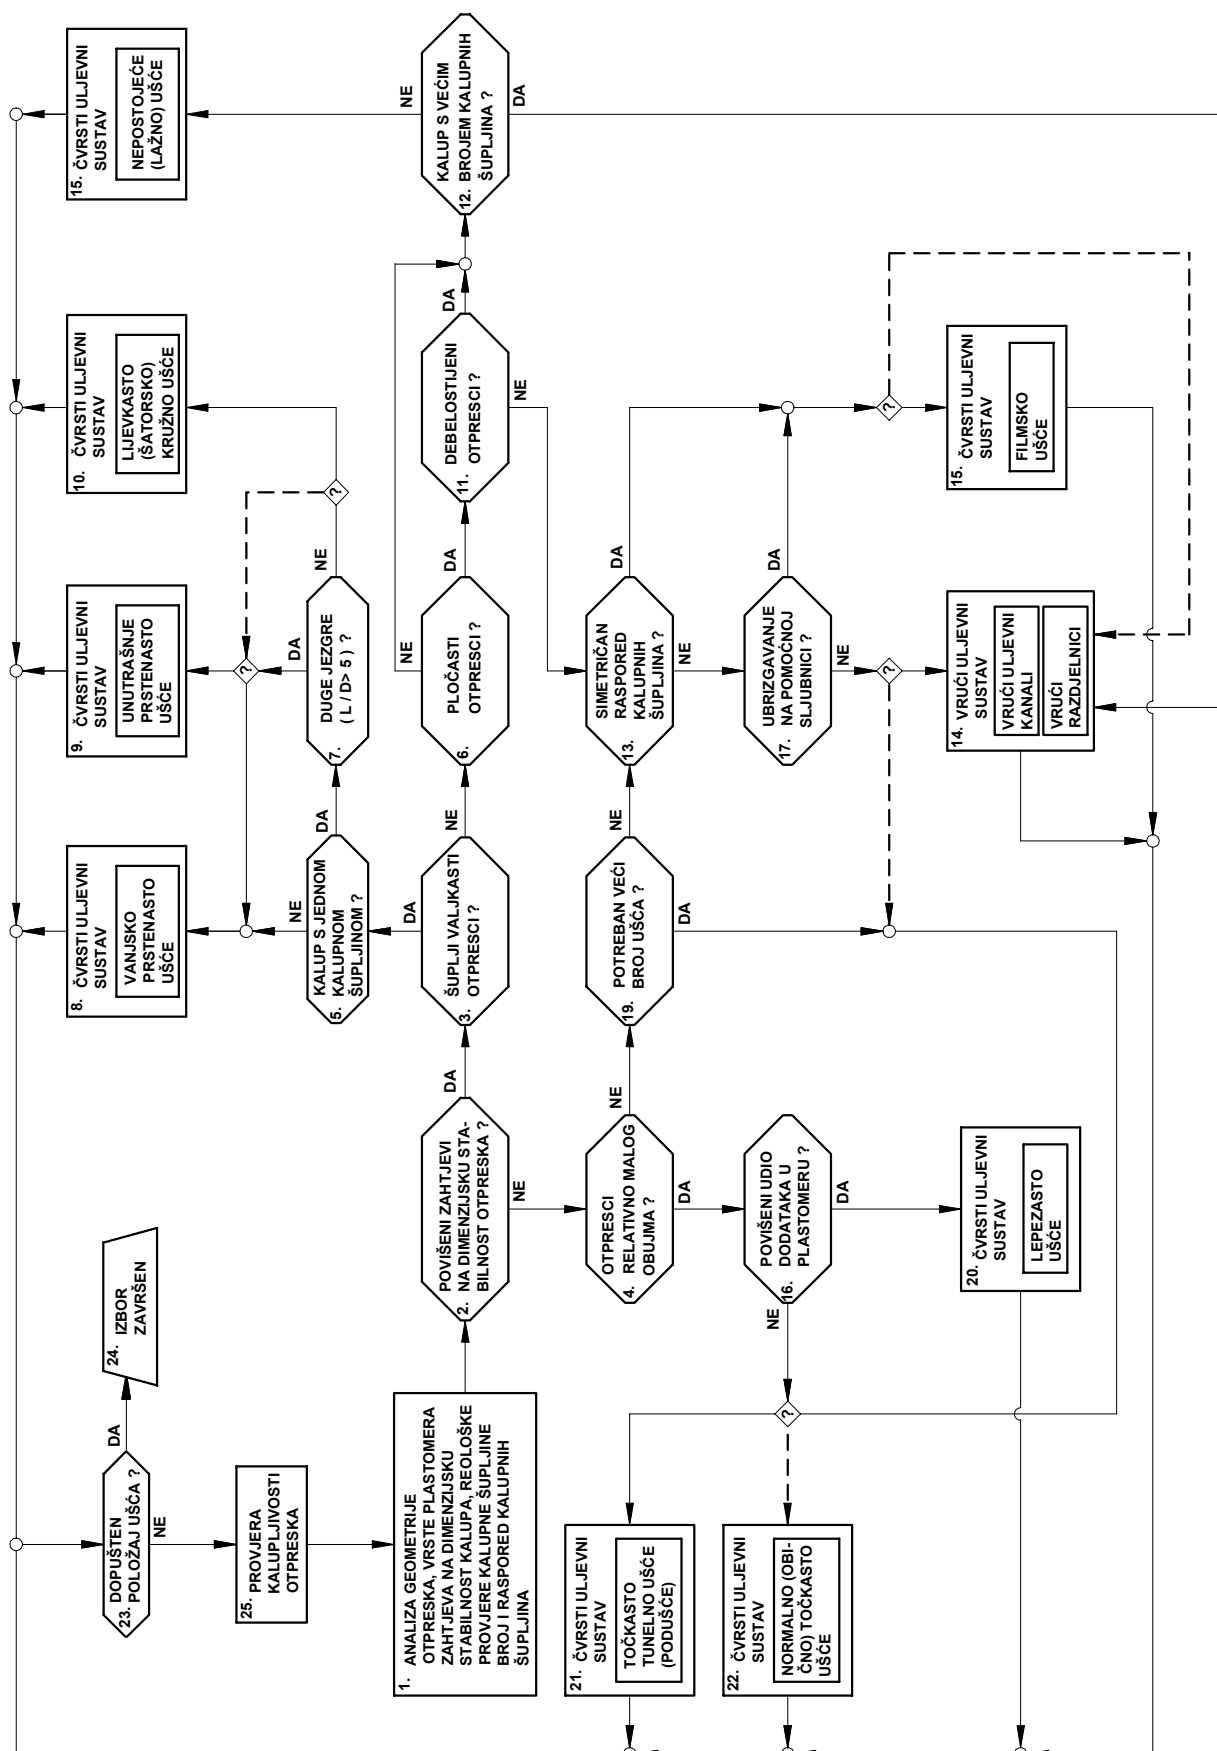 1. ANALIZA GEOMETRIJE
OTPRESKA, VRSTE PLASTOMERA
ZAHTJEVA NA DIMENZIJSKU
STABILNOST KALUPA, REOLOŠKE
PROVJERE KALUPNE ŠUPLJINE
BROJ I RASPORED KALUPNIH
ŠUPLJINA
23. DOPUŠTEN
POLOŽAJ UŠĆA ?
DA
NE
24. IZBOR
ZAVRŠEN
25. PROVJERA
KALUPLJIVOSTI
OTPRESKA
POVIŠENI ZAHTJEVI
2. NA DIMENZIJSKU STA-
BILNOST OTPRESKA ?
DA
NE
ŠUPLJI VALJKASTI
3. OTPRESCI ?
DA
NE
OTPRESCI
4. RELATIVNO MALOG
OBUJMA ?
NE
DA
KALUP S JEDNOM
KALUPNOM
5. ŠUPLJINOM ?
NE
DA
PLOČASTI
6. OTPRESCI ?
NE
DA
DUGE JEZGRE
7. ( L / D> 5 ) ?
DA
NE
?
?
8. ČVRSTI ULJEVNI
SUSTAV
VANJSKO
PRSTENASTO
UŠĆE
9. ČVRSTI ULJEVNI
SUSTAV
UNUTRAŠNJE
PRSTENASTO
UŠĆE
10. ČVRSTI ULJEVNI
SUSTAV
LIJEVKASTO
(ŠATORSKO)
KRUŽNO UŠĆE
DEBELOSTIJENI
11. OTPRESCI ?
DA
NE
KALUP S VEĆIM
12. BROJEM KALUPNIH
ŠUPLJINA ?
NE
DA
15. ČVRSTI ULJEVNI
SUSTAV
NEPOSTOJEĆE
(LAŽNO) UŠĆE
SIMETRIČAN
RASPORED
KALUPNIH
13. ŠUPLJINA ?
DA
NE
14. VRUĆI ULJEVNI
SUSTAV
VRUĆI ULJEVNI
KANALI
VRUĆI
RAZDJELNICI
15. ČVRSTI ULJEVNI
SUSTAV
FILMSKO
UŠĆE
?
POVIŠENI UDIO
DODATAKA U
16. PLASTOMERU ?
NE
DA
UBRIZGAVANJE
NA POMOĆNOJ
17. SLJUBNICI ?
DA
NE
?
POTREBAN VEĆI
19. BROJ UŠĆA ?
NE
DA
20. ČVRSTI ULJEVNI
SUSTAV
LEPEZASTO
UŠĆE
?
21. ČVRSTI ULJEVNI
SUSTAV
TOČKASTO
TUNELNO UŠĆE
(PODUŠĆE)
22. ČVRSTI ULJEVNI
SUSTAV
NORMALNO (OBI-
ČNO) TOČKASTO
UŠĆE